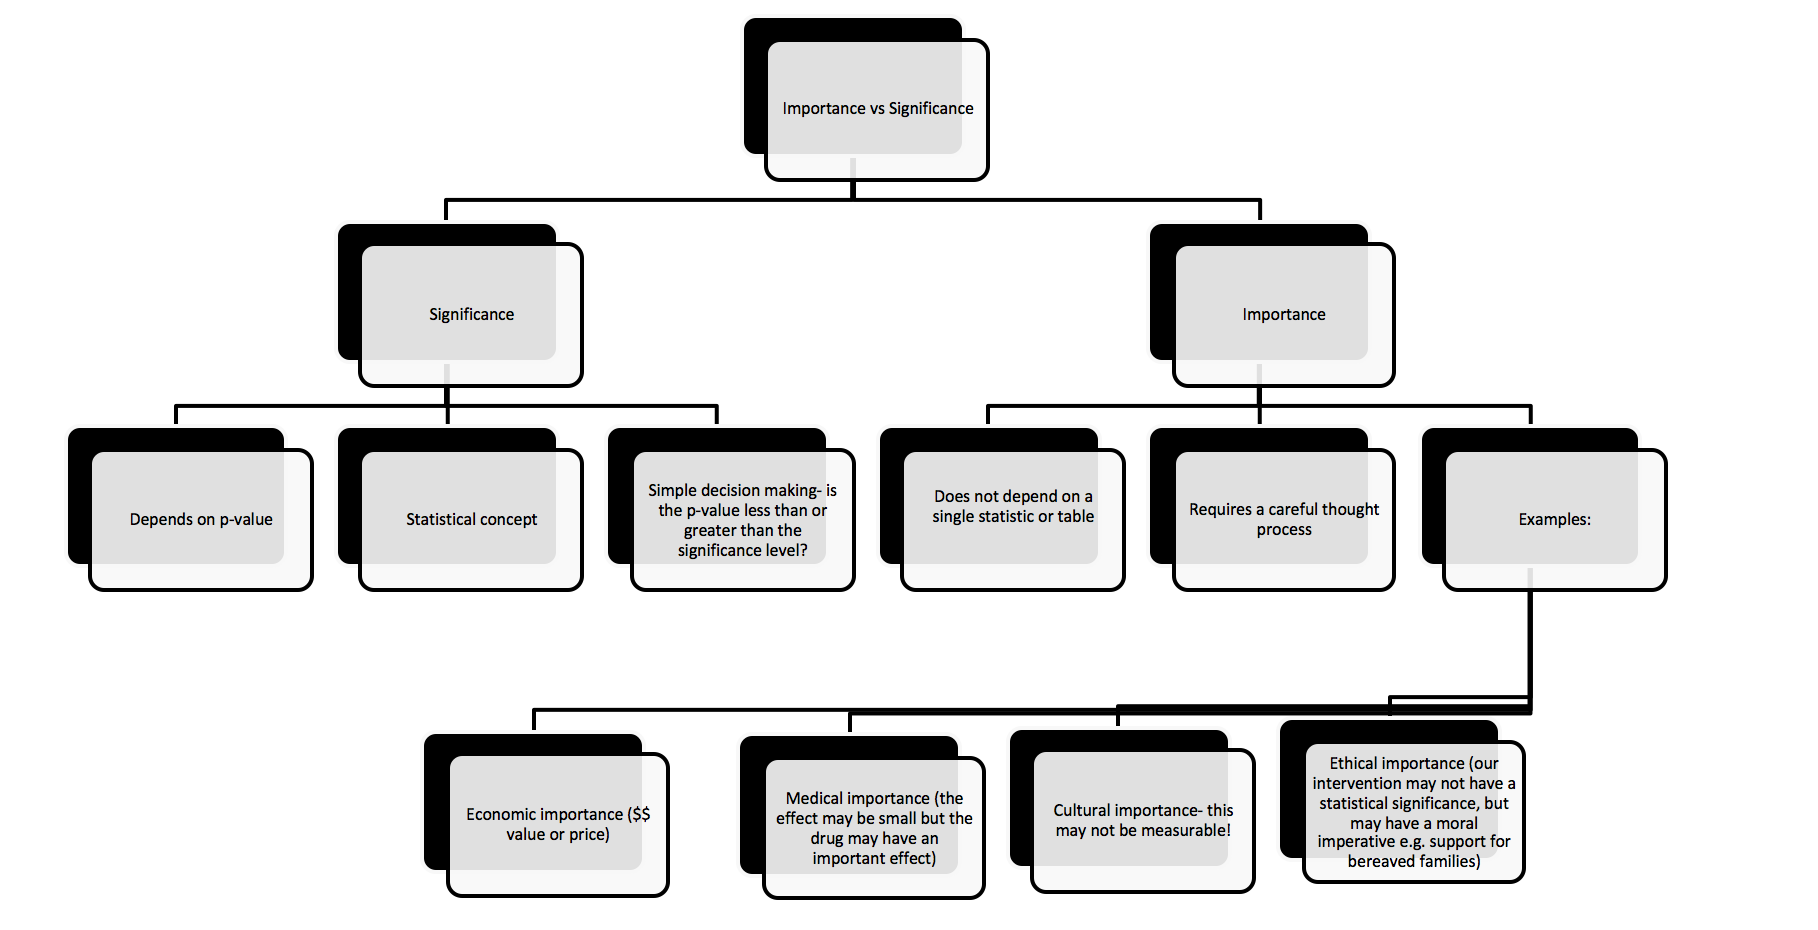 Importance vs Significance
Significance
Importance
Depends on p-value
Statistical concept
Simple decision making- is
the p-value less than or
greater than the
significance level?
Does not depend on a
single statistic or table
Requires a careful thought
process
Examples:
Economic importance ($$
value or price)
Medical importance (the
effect may be small but the
drug may have an
important effect)
Cultural importance- this
may not be measurable!
Ethical importance (our
intervention may not have a
statistical significance, but
may have a moral
imperative e.g. support for
bereaved families)